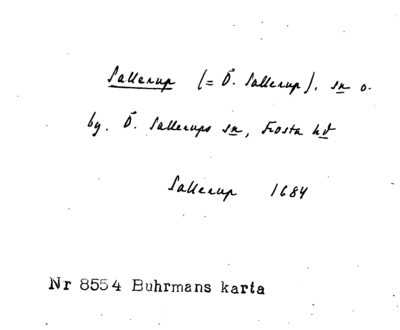 Sallerup (= Ö. Sallerup), sn o.
by. Ö. Sallerups sn, Frosta hd
Sallerup 1684
Nr 8554 Buhrmans karta